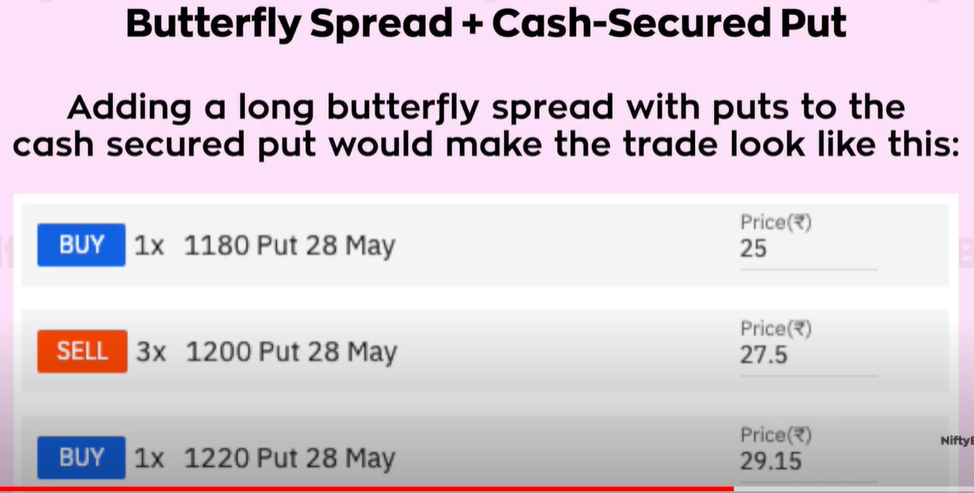 Butterfly Spread + Cash-Secured Put
Adding a long butterfly spread with puts to the
cash secured put would make the trade look like this:
BUY 1x 1180 Put 28 May Price(₹)
25
SELL 3x 1200 Put 28 May Price(₹)
27.5
BUY 1x 1220 Put 28 May Price(₹)
29.15